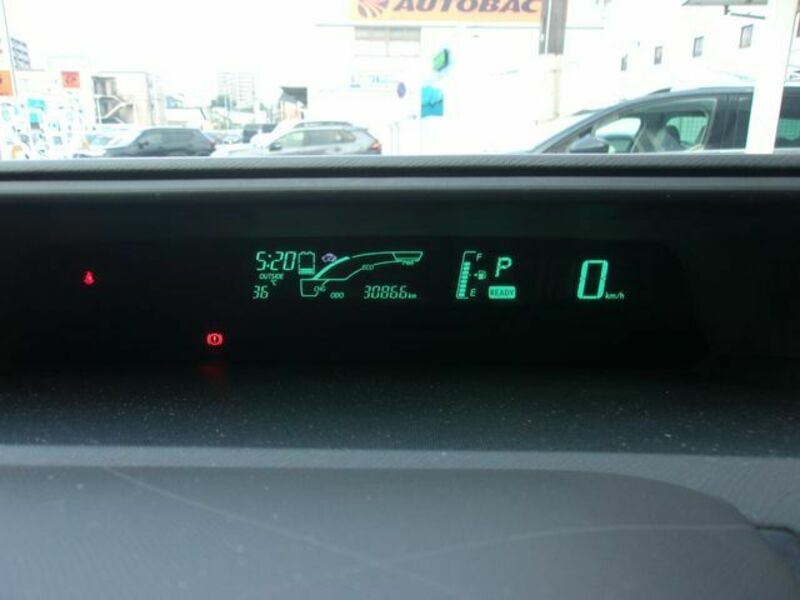 AUTOBAC
5:20
OUTSIDE
°C
36
ECO
PWR
CHG
ODO
30866 km
F
E
P
READY
0 km/h